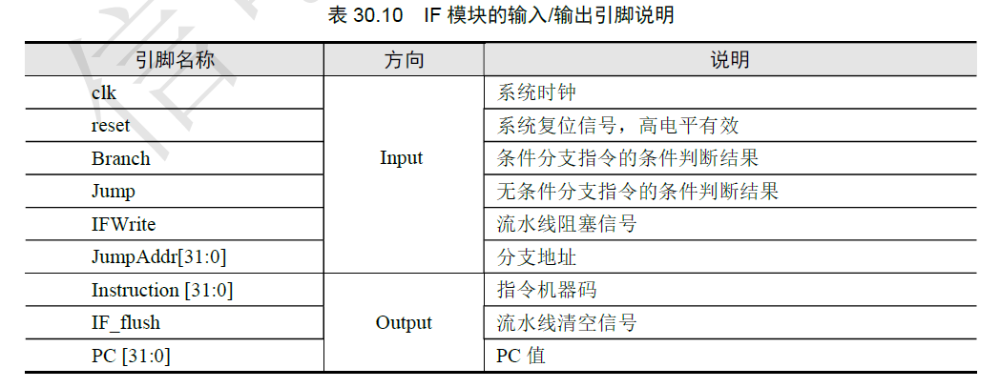 表 30.10 IF 模块的输入/输出引脚说明
引脚名称 方向 说明
clk 系统时钟
reset 系统复位信号，高电平有效
Branch Input 条件分支指令的条件判断结果
Jump 无条件分支指令的条件判断结果
IFWrite 流水线阻塞信号
JumpAddr[31:0] 分支地址
Instruction [31:0] 指令机器码
IF_flush Output 流水线清空信号
PC [31:0] PC 值
信